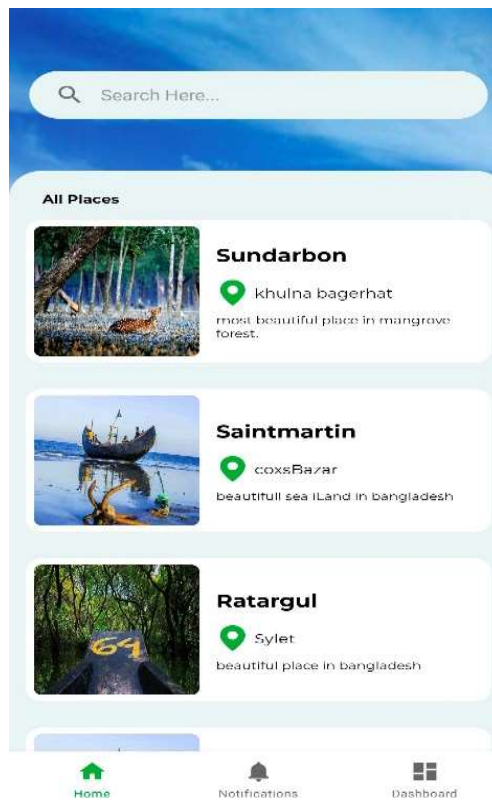 Search Here...
All Places
Sundarbon
khulna bagerhat
most beautiful place in mangrove
forest.
Saintmartin
coxsBazar
beautifull sea iLand in bangladesh
Ratargul
64
Sylet
beautiful place in bangladesh
Home
Notifications
Dashboard